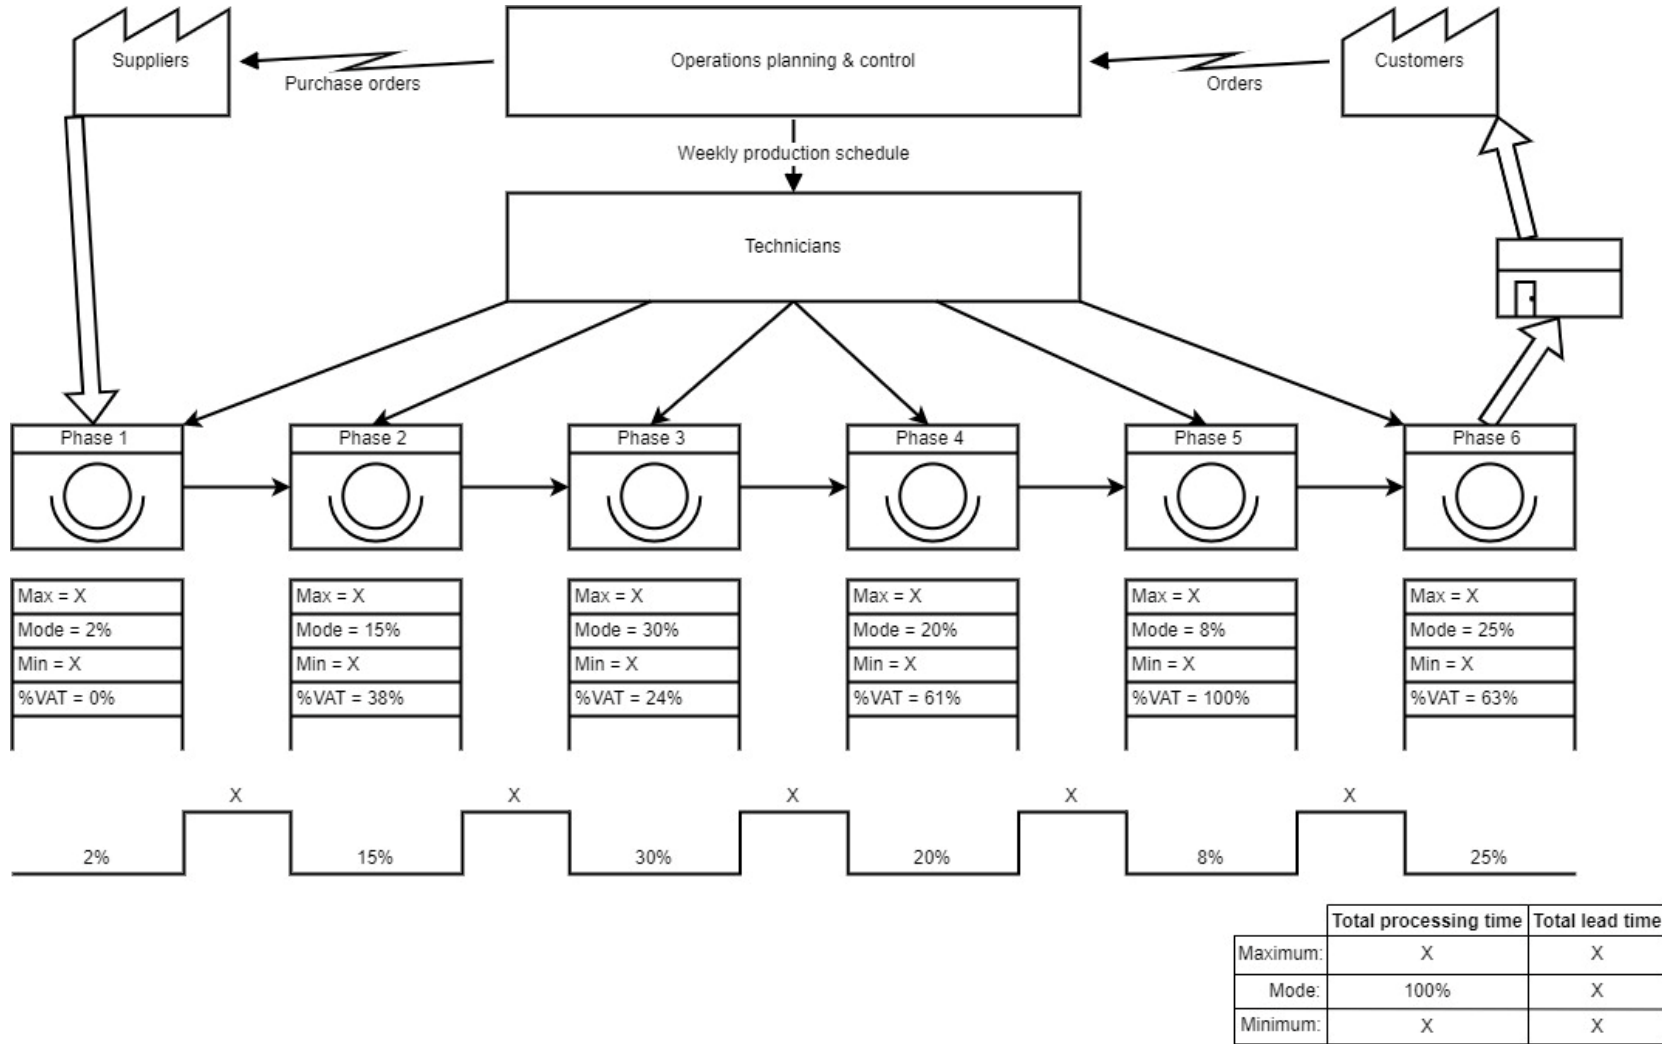 Suppliers
Operations planning & control
Customers
Purchase orders
Orders
Weekly production schedule
Technicians
Phase 1
Phase 2
Phase 3
Phase 4
Phase 5
Phase 6
Max = X
Max = X
Max = X
Max = X
Max = X
Max = X
Mode = 2%
Mode = 15%
Mode = 30%
Mode = 20%
Mode = 8%
Mode = 25%
Min = X
Min = X
Min = X
Min = X
Min = X
Min = X
%VAT = 0%
%VAT = 38%
%VAT = 24%
%VAT = 61%
%VAT = 100%
%VAT = 63%
X
X
X
X
X
2%
15%
30%
20%
8%
25%
Total processing time Total lead time
Maximum: X X
Mode: 100% X
Minimum: X X